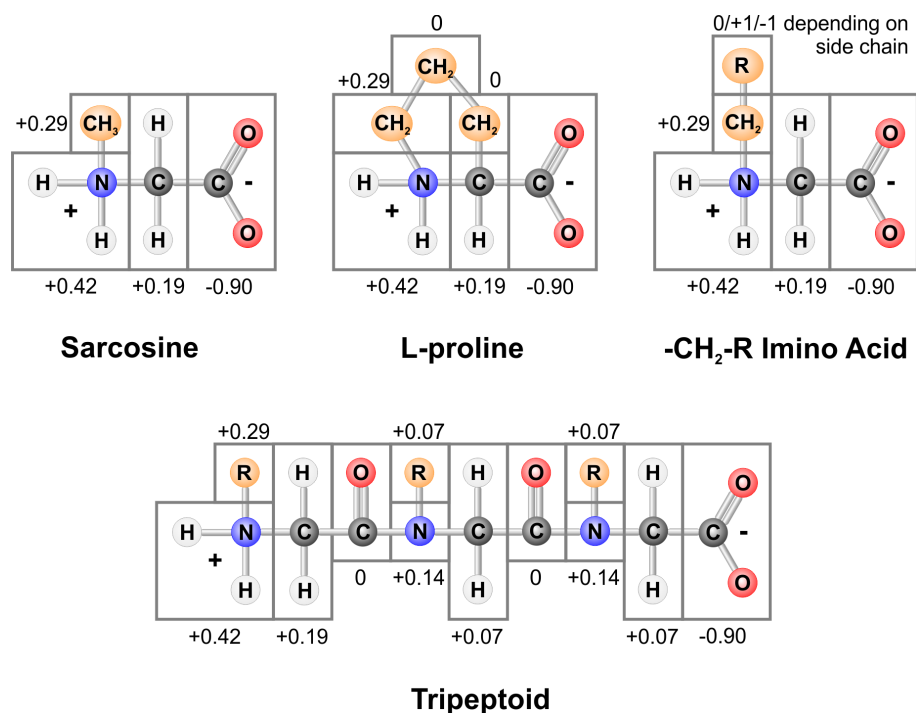 0
0/+1/-1 depending on
side chain
+0.29
CH3
H
O
H
N
C
C
-
+
H
H
O
+0.42
+0.19
-0.90
Sarcosine
+0.29
CH2
0
CH2
CH2
O
H
N
C
C
-
+
H
H
O
+0.42
+0.19
-0.90
L-proline
R
+0.29
CH2
H
O
H
N
C
C
-
+
H
H
O
+0.42
+0.19
-0.90
-CH2-R Imino Acid
+0.29
+0.07
+0.07
R
H
O
R
H
O
R
H
O
H
N
C
C
N
C
C
N
C
C
-
+
H
H
0
+0.14
H
0
+0.14
H
O
+0.42
+0.19
+0.07
+0.07
-0.90
Tripeptoid